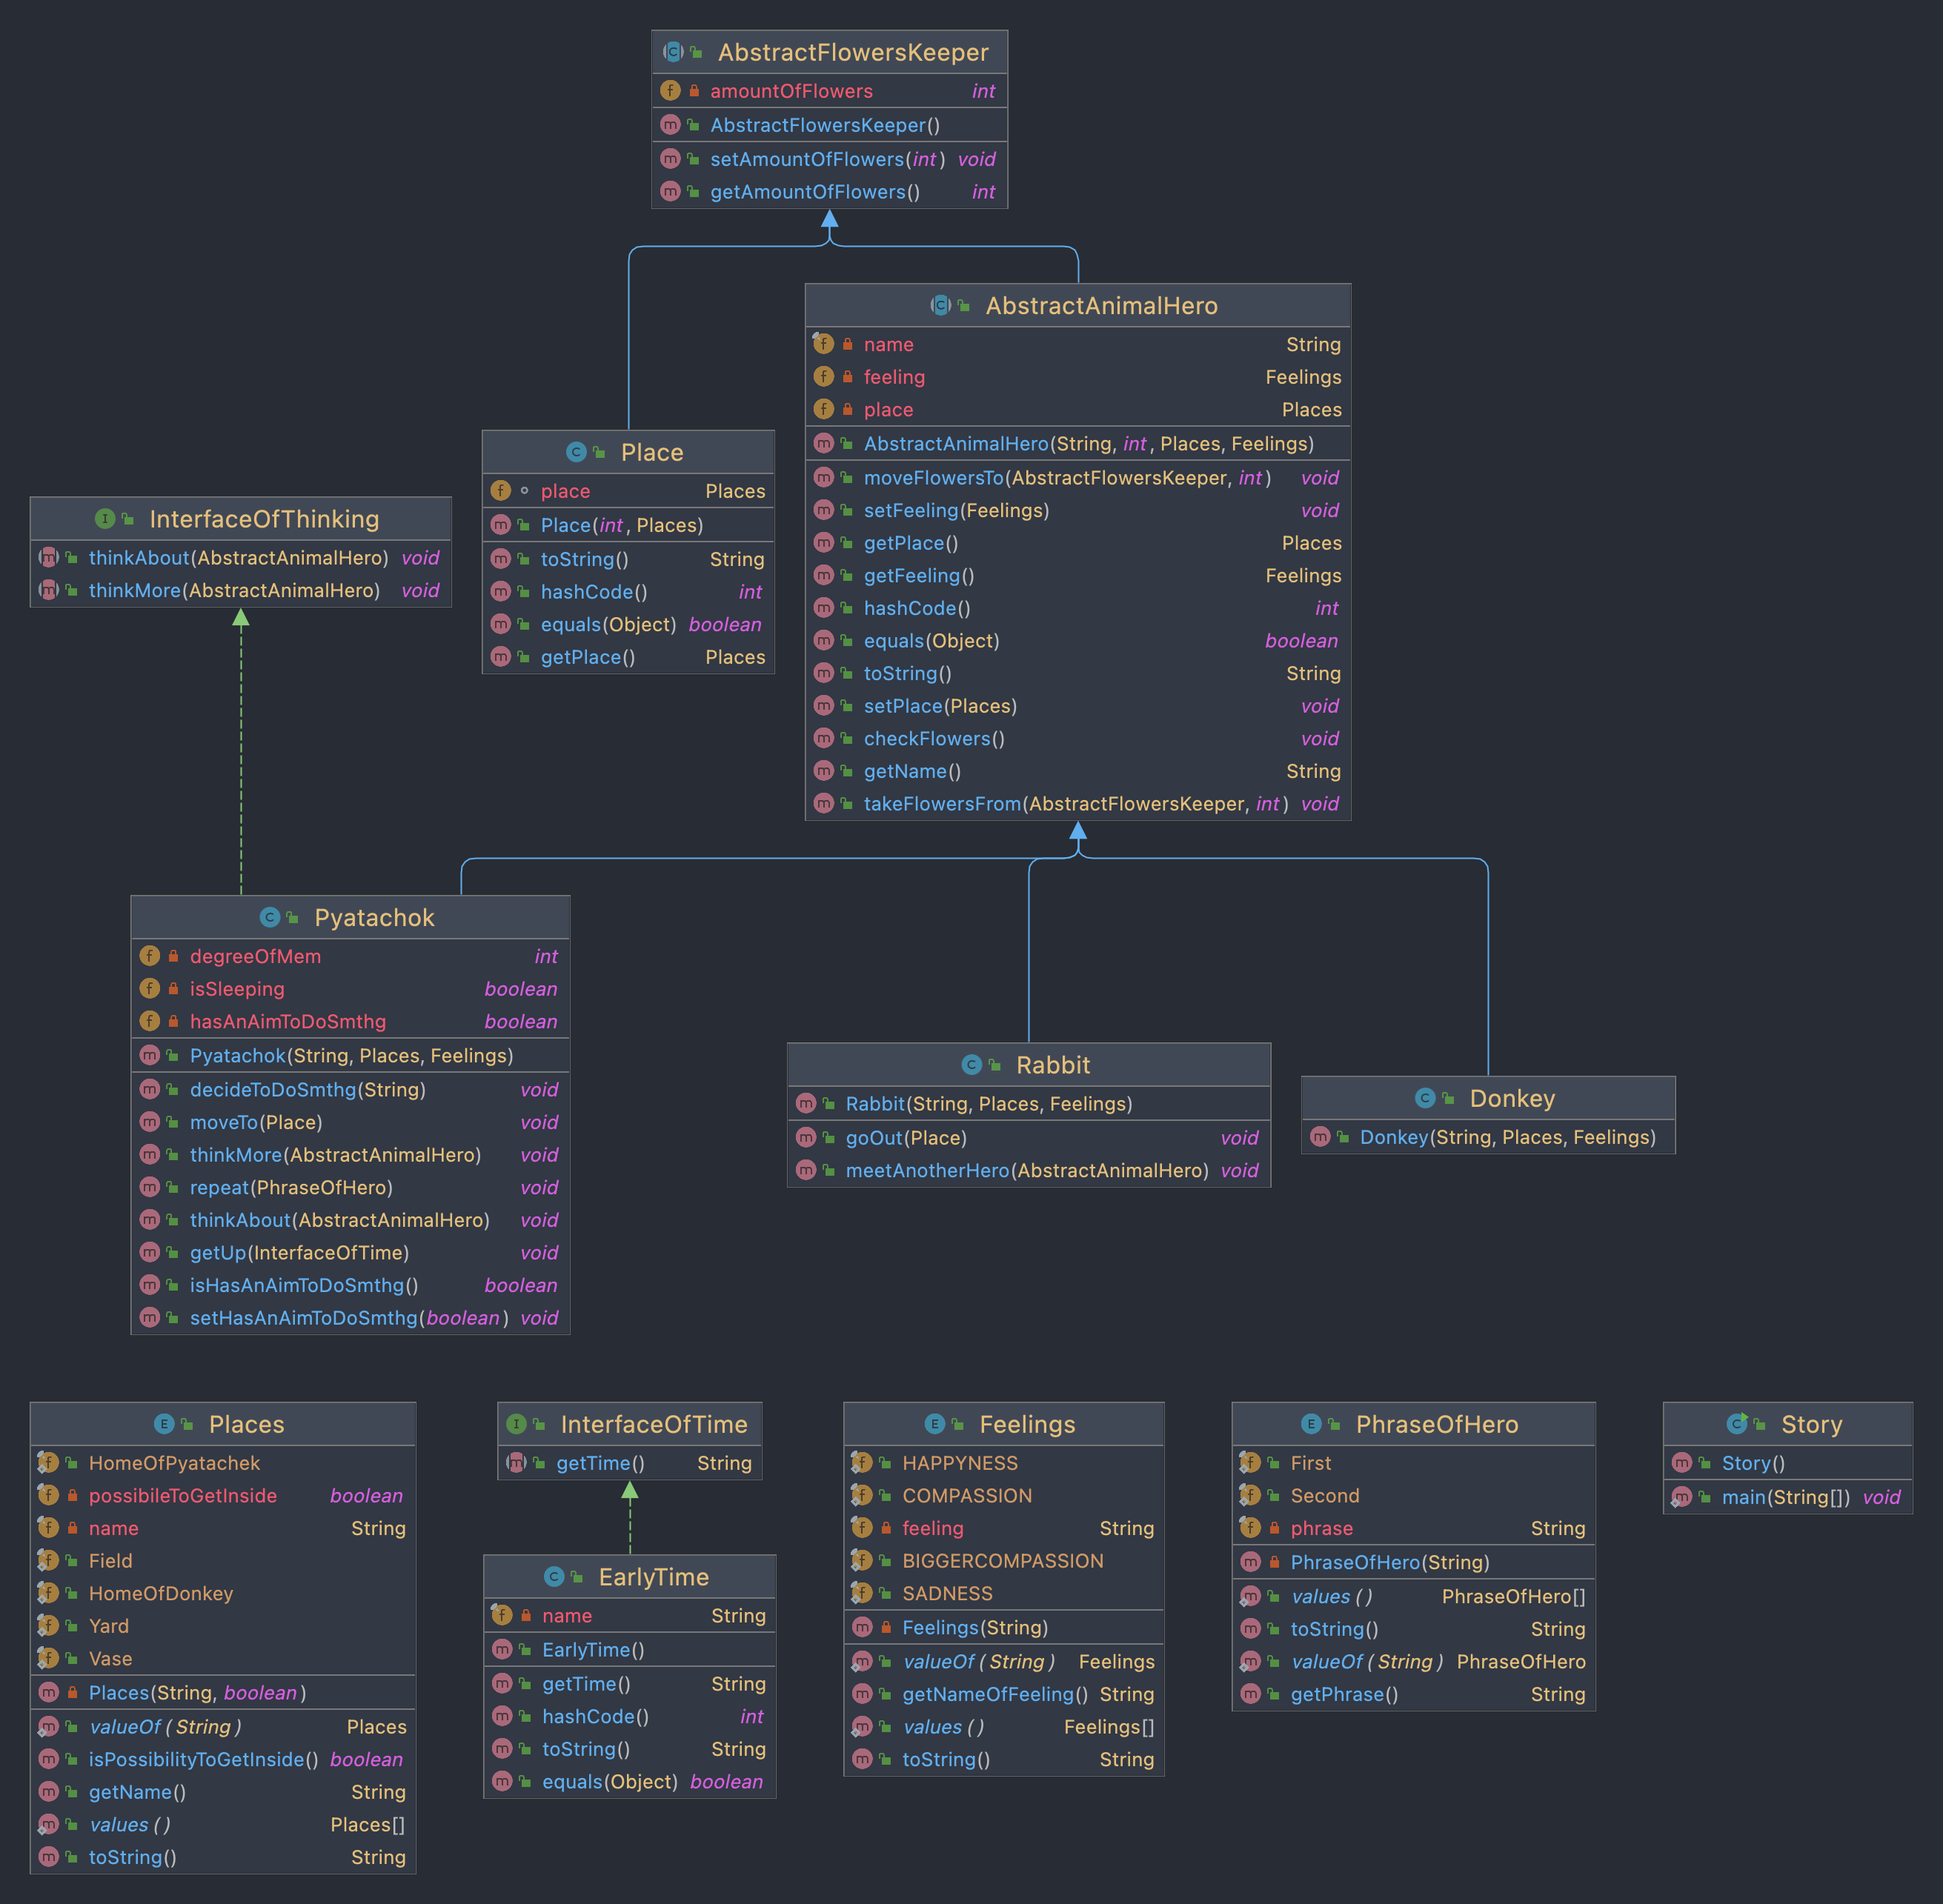 AbstractFlowersKeeper
amountOfFlowers int
AbstractFlowersKeeper()
setAmountOfFlowers(int) void
getAmountOfFlowers() int
AbstractAnimalHero
name String
feeling Feelings
place Places
AbstractAnimalHero(String, int, Places, Feelings)
moveFlowersTo(AbstractFlowersKeeper, int) void
setFeeling(Feelings) void
getPlace() Places
getFeeling() Feelings
hashCode() int
equals(Object) boolean
toString() String
setPlace(Places) void
checkFlowers() void
getName() String
takeFlowersFrom(AbstractFlowersKeeper, int) void
Place
place Places
Place(int, Places)
toString() String
hashCode() int
equals(Object) boolean
getPlace() Places
InterfaceOfThinking
thinkAbout(AbstractAnimalHero) void
thinkMore(AbstractAnimalHero) void
Pyatachok
degreeOfMem int
isSleeping boolean
hasAnAimToDoSmthg boolean
Pyatachok(String, Places, Feelings)
decideToDoSmthg(String) void
moveTo(Place) void
thinkMore(AbstractAnimalHero) void
repeat(PhraseOfHero) void
thinkAbout(AbstractAnimalHero) void
getUp(InterfaceOfTime) void
isHasAnAimToDoSmthg() boolean
setHasAnAimToDoSmthg(boolean) void
Rabbit
Rabbit(String, Places, Feelings)
goOut(Place) void
meetAnotherHero(AbstractAnimalHero) void
Donkey
Donkey(String, Places, Feelings)
Places
HomeOfPyatachek
possibileToGetInside boolean
name String
Field
HomeOfDonkey
Yard
Vase
Places(String, boolean)
valueOf(String) Places
isPossibilityToGetInside() boolean
getName() String
values() Places[]
toString() String
InterfaceOfTime
getTime() String
EarlyTime
name String
EarlyTime()
getTime() String
hashCode() int
toString() String
equals(Object) boolean
Feelings
HAPPYNESS
COMPASSION
feeling String
BIGGERCOMPASSION
SADNESS
Feelings(String)
valueOf(String) Feelings
getNameOfFeeling() String
values() Feelings[]
toString() String
PhraseOfHero
First
Second
phrase String
PhraseOfHero(String)
values() PhraseOfHero[]
toString() String
valueOf(String) PhraseOfHero
getPhrase() String
Story
Story()
main(String[]) void